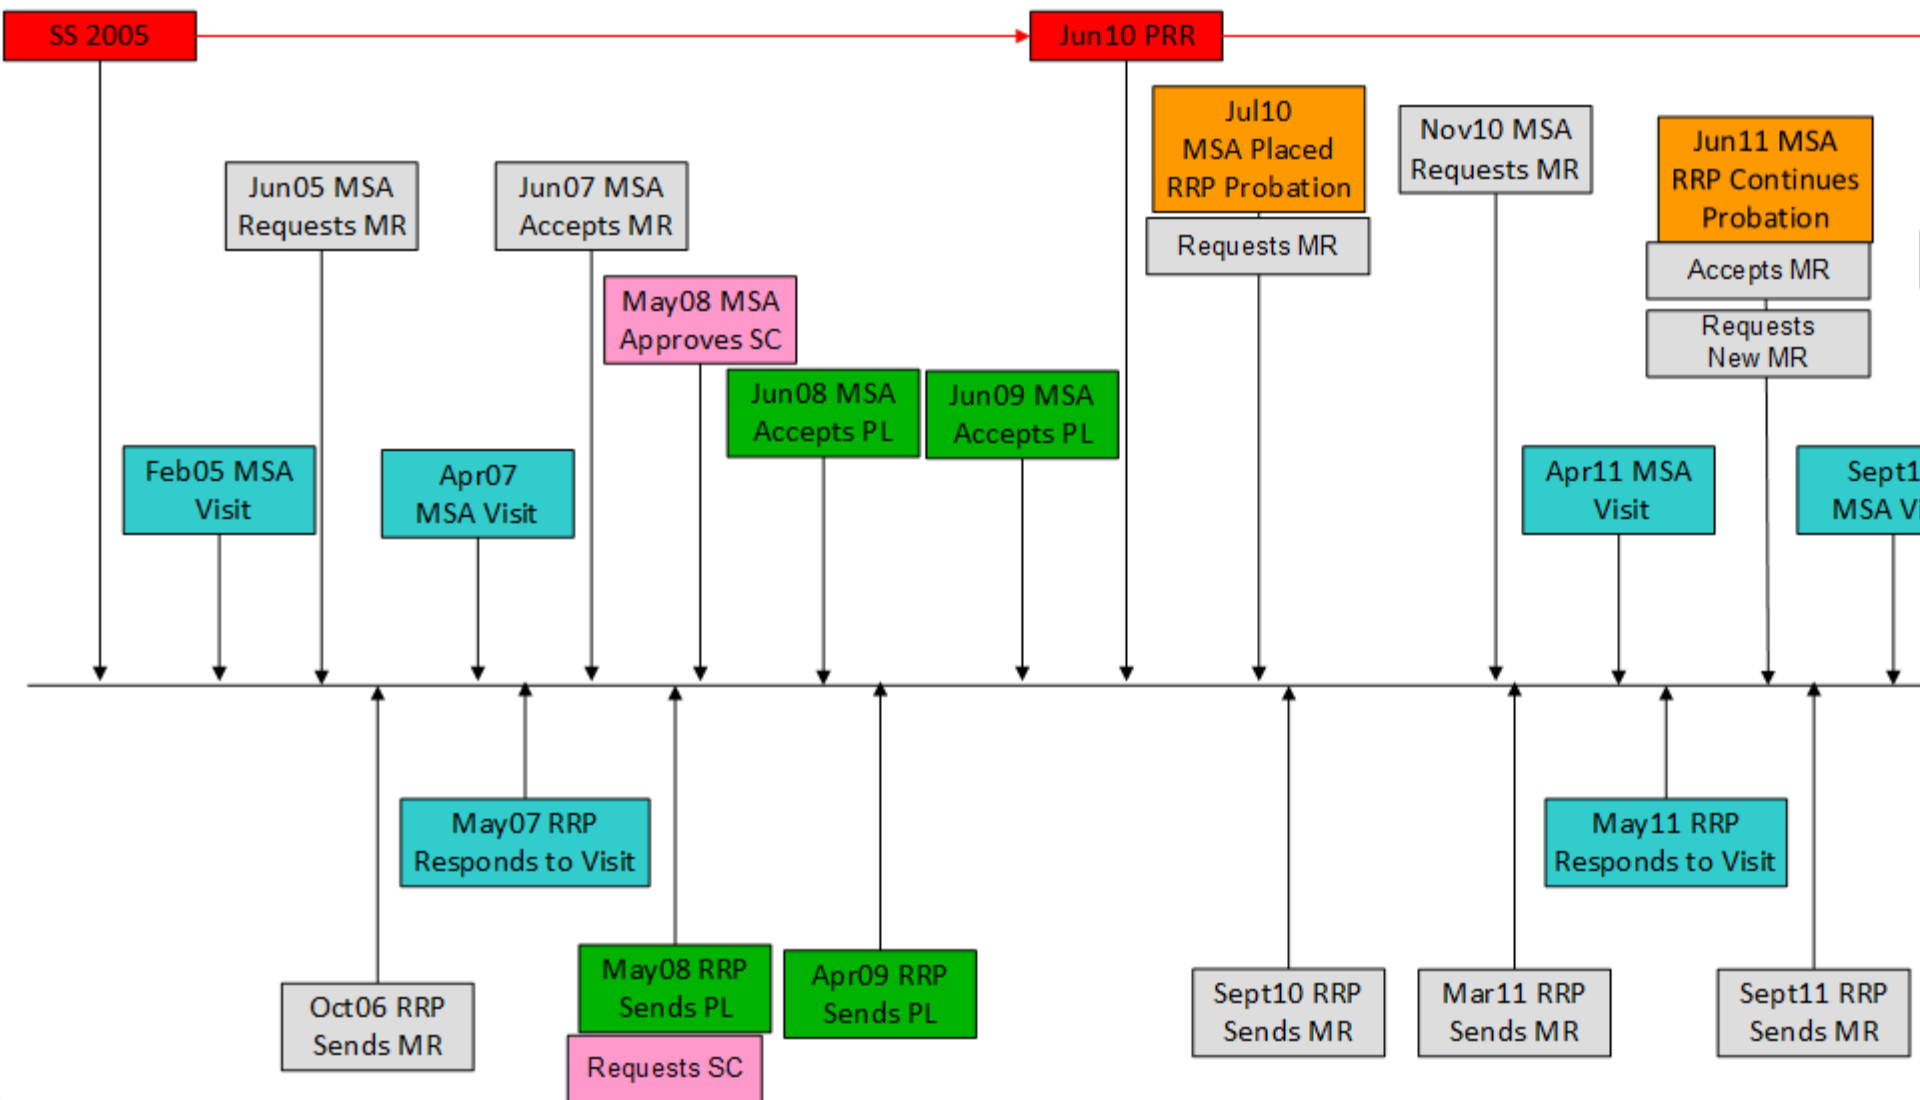 SS 2005
Jun10 PRR
Jul10
MSA Placed
RRP Probation
Requests MR
Nov10 MSA
Requests MR
Jun11 MSA
RRP Continues
Probation
Accepts MR
Requests
New MR
Jun05 MSA
Requests MR
Jun07 MSA
Accepts MR
May08 MSA
Approves SC
Jun08 MSA
Accepts PL
Jun09 MSA
Accepts PL
Feb05 MSA
Visit
Apr07
MSA Visit
Apr11 MSA
Visit
MSA
May07 RRP
Responds to Visit
May11 RRP
Responds to Visit
May08 RRP
Sends PL
Requests SC
Apr09 RRP
Sends PL
Oct06 RRP
Sends MR
Sept10 RRP
Sends MR
Mar11 RRP
Sends MR
Sept11 RRP
Sends MR